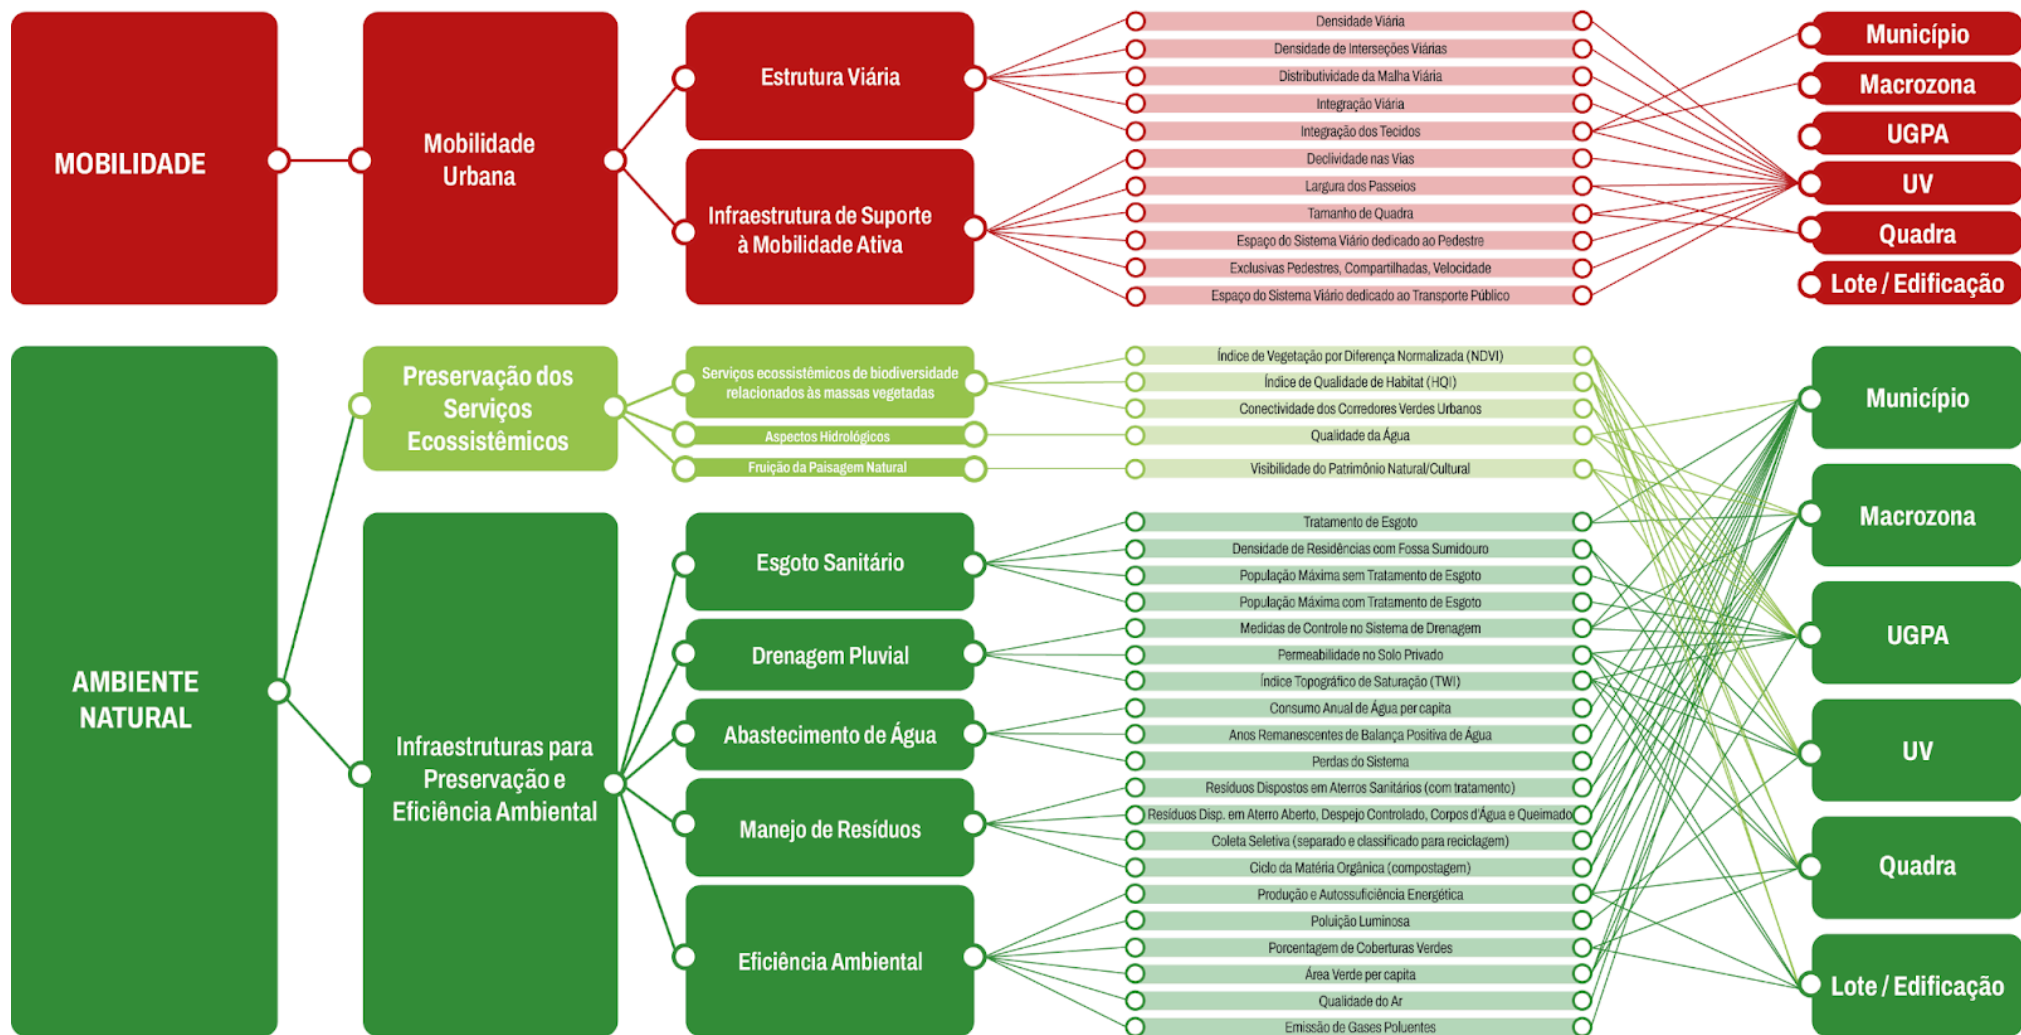 MOBILIDADE
Mobilidade
Urbana
Estrutura Viária
Infraestrutura de Suporte
à Mobilidade Ativa
Densidade Viária
Densidade de Interseções Viárias
Distributividade da Malha Viária
Integração Viária
Integração dos Tecidos
Declividade nas Vias
Largura dos Passeios
Tamanho de Quadra
Espaço do Sistema Viário dedicado ao Pedestre
Exclusivas Pedestres, Compartilhadas, Velocidade
Espaço do Sistema Viário dedicado ao Transporte Público
Município
Macrozona
UGPA
UV
Quadra
Lote / Edificação
AMBIENTE
NATURAL
Preservação dos
Serviços
Ecossistêmicos
Serviços ecossistêmicos de biodiversidade
relacionados às massas vegetadas
Aspectos Hidrológicos
Fruição da Paisagem Natural
Índice de Vegetação por Diferença Normalizada (NDVI)
Índice de Qualidade de Habitat (HQI)
Conectividade dos Corredores Verdes Urbanos
Qualidade da Água
Visibilidade do Patrimônio Natural/Cultural
Infraestruturas para
Preservação e
Eficiência Ambiental
Esgoto Sanitário
Drenagem Pluvial
Abastecimento de Água
Manejo de Resíduos
Eficiência Ambiental
Tratamento de Esgoto
Densidade de Residências com Fossa Sumidouro
População Máxima sem Tratamento de Esgoto
População Máxima com Tratamento de Esgoto
Medidas de Controle no Sistema de Drenagem
Permeabilidade no Solo Privado
Índice Topográfico de Saturação (TWI)
Consumo Anual de Água per capita
Anos Remanescentes de Balança Positiva de Água
Perdas do Sistema
Resíduos Dispostos em Aterros Sanitários (com tratamento)
Resíduos Disp. em Aterro Aberto, Despejo Controlado, Corpos d'Água e Queimado
Coleta Seletiva (separado e classificado para reciclagem)
Ciclo da Matéria Orgânica (compostagem)
Produção e Autossuficiência Energética
Poluição Luminosa
Porcentagem de Coberturas Verdes
Área Verde per capita
Qualidade do Ar
Emissão de Gases Poluentes
Município
Macrozona
UGPA
UV
Quadra
Lote / Edificação